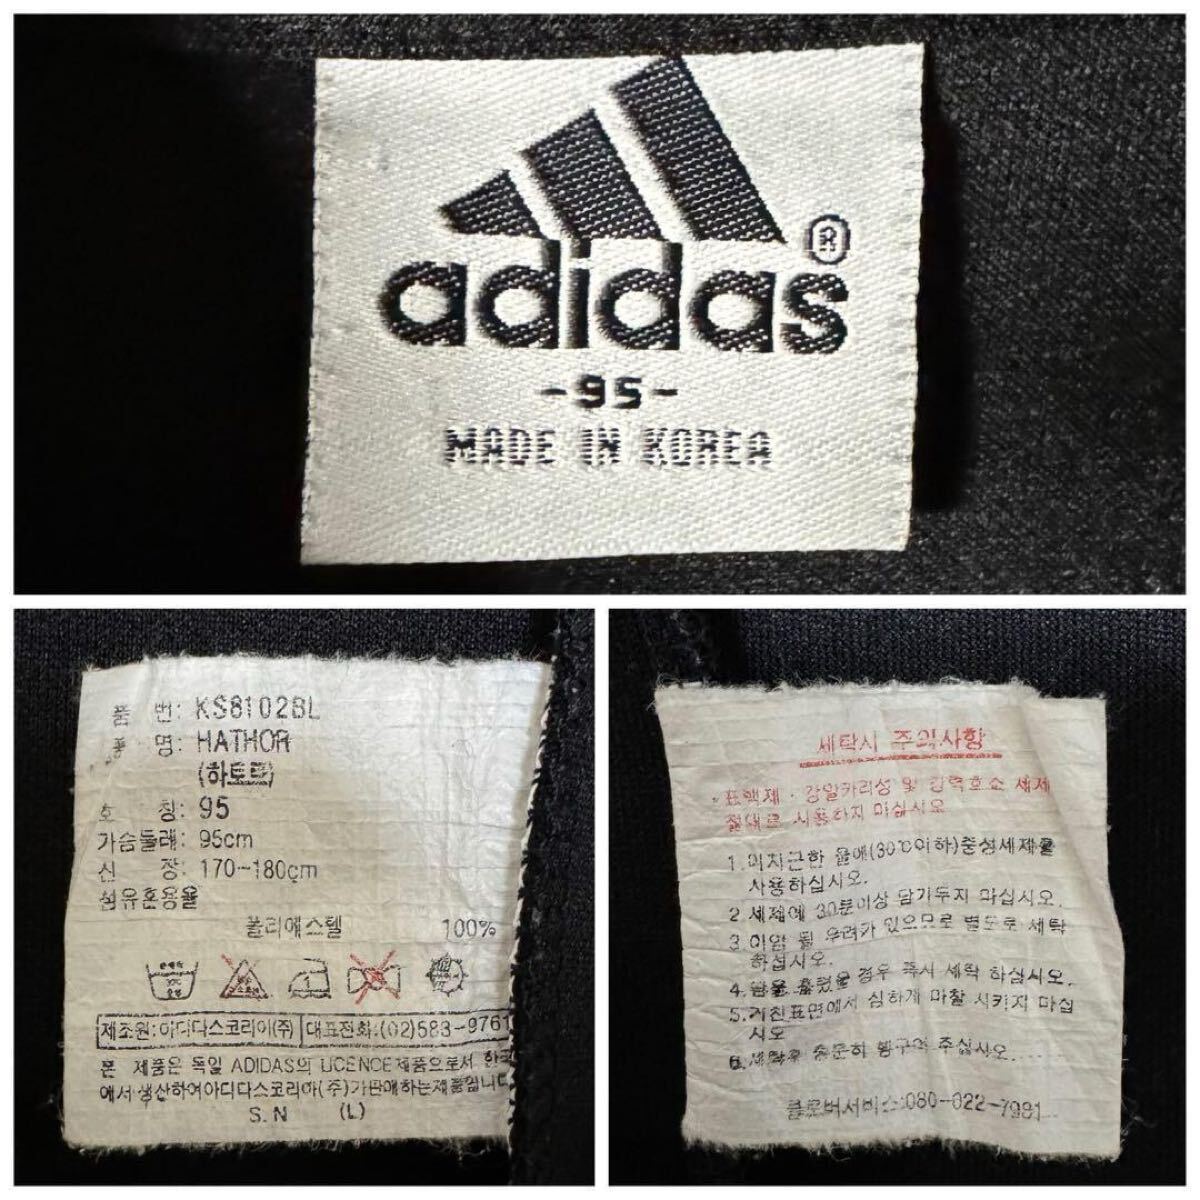 adidas®
-95-
MADE IN KOREA
품 번: KS8102BL
품 명: HATHOR
(하토르)
호 칭: 95
가슴둘레: 95cm
신 장: 170~180cm
섬유혼용율
폴리에스텔 100%
제조원:아디다스코리아(주) 대표전화:(02)583-9761
본 제품은 독일 ADIDAS의 LICENCE제품으로서 한국
에서 생산하여아디다스코리아(주)가판매하는제품입니다
S.N (L)
세탁시 주의사항
·표백제·강알카리성 및 강력효소 세제
절대로 사용하지 마십시오
1.미지근한 물에(30℃이하)중성세제를
사용하십시오.
2.세제에 30분이상 담가두지 마십시오.
3.이염 될 우려가 있으므로 별도로 세탁
하십시오.
4.땀을 흘렸을 경우 즉시 세탁 하십시오.
5.거친표면에서 심하게 마찰 시키지 마십
시오
6.세탁후 충분히 헹구어 주십시오.
클로버서비스:080-022-7981